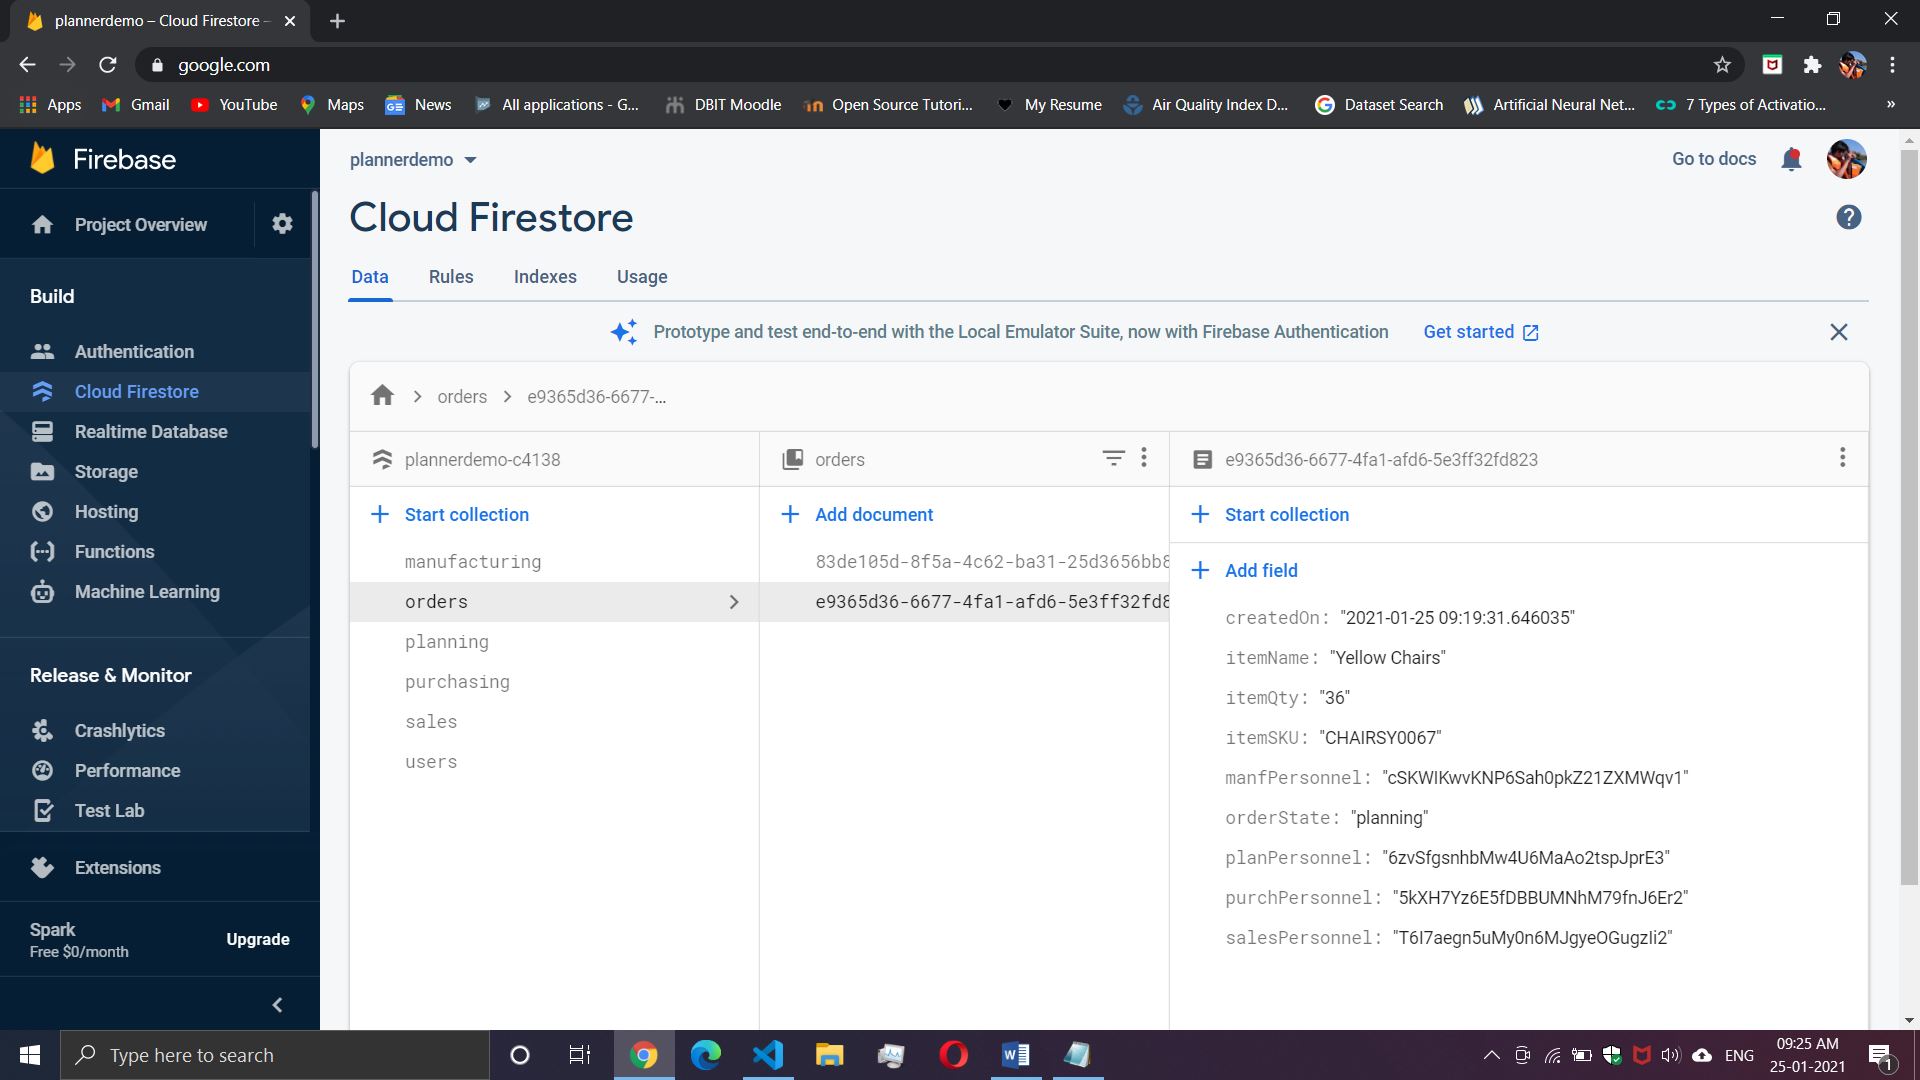 plannerdemo – Cloud Firestore –
google.com
Apps Gmail YouTube Maps News All applications - G... DBIT Moodle Open Source Tutori... My Resume Air Quality Index D... Dataset Search Artificial Neural Net... 7 Types of Activatio... »
Firebase
Project Overview
Build
Authentication
Cloud Firestore
Realtime Database
Storage
Hosting
Functions
Machine Learning
Release & Monitor
Crashlytics
Performance
Test Lab
Extensions
Spark
Free $0/month
Upgrade
plannerdemo
Go to docs
Cloud Firestore
Data Rules Indexes Usage
Prototype and test end-to-end with the Local Emulator Suite, now with Firebase Authentication Get started
orders e9365d36-6677-...
plannerdemo-c4138
Start collection
manufacturing
orders
planning
purchasing
sales
users
orders
Add document
83de105d-8f5a-4c62-ba31-25d3656bb8
e9365d36-6677-4fa1-afd6-5e3ff32fd8
e9365d36-6677-4fa1-afd6-5e3ff32fd823
Start collection
Add field
createdOn: "2021-01-25 09:19:31.646035"
itemName: "Yellow Chairs"
itemQty: "36"
itemSKU: "CHAIRSY0067"
manfPersonnel: "cSKWIKwvKNP6Sah0pkZ21ZXMWqv1"
orderState: "planning"
planPersonnel: "6zvSfgsnhbMw4U6MaAo2tspJprE3"
purchPersonnel: "5kXH7Yz6E5fDBBUMNhM79fnJ6Er2"
salesPersonnel: "T6I7aegn5uMy0n6MJgyeOGugzIi2"
Type here to search
ENG
09:25 AM
25-01-2021
1